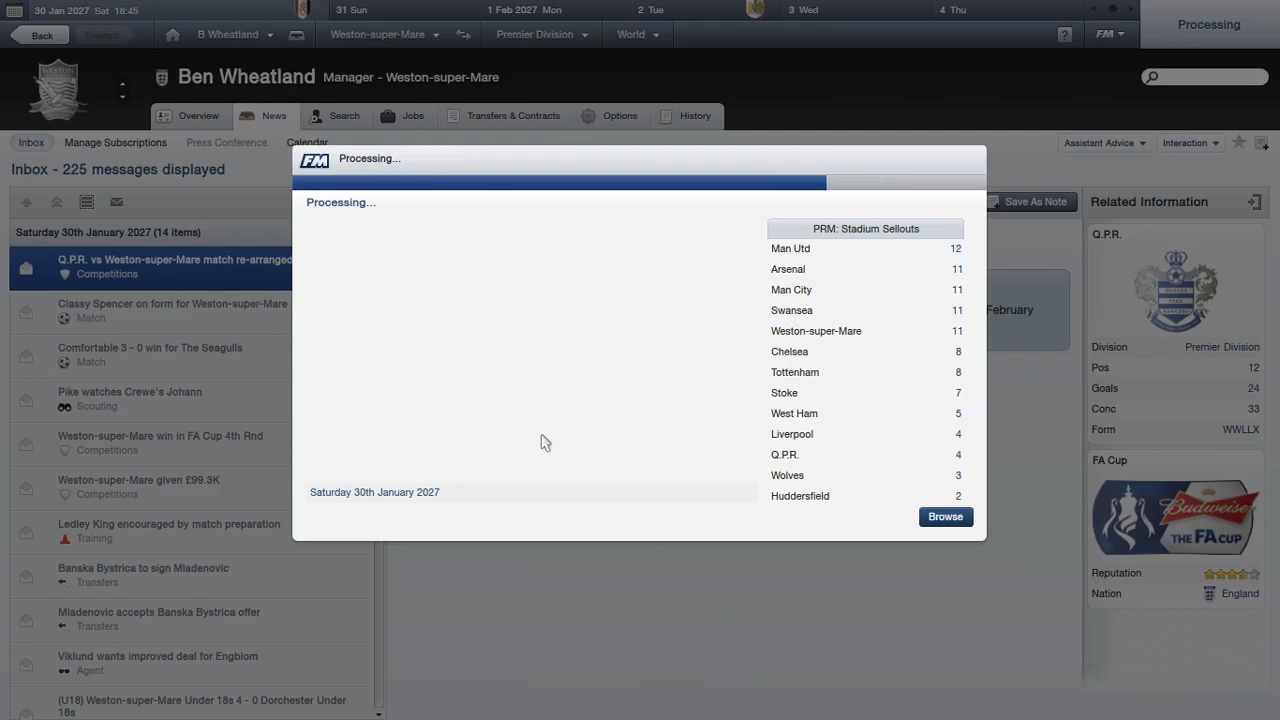 30 Jan 2027 Sat 18:45
31 Sun
1 Feb 2027 Mon
2 Tue
3 Wed
4 Thu
Processing
Back
Forward
B Wheatland
Weston-super-Mare
Premier Division
World
?
FM
WESTON
Ben Wheatland Manager - Weston-super-Mare
Overview
News
Search
Jobs
Transfers & Contracts
Options
History
Inbox
Manage Subscriptions
Press Conference
Calendar
Assistant Advice
Interaction
Inbox - 225 messages displayed
Saturday 30th January 2027 (14 items)
Q.P.R. vs Weston-super-Mare match re-arranged
Competitions
Classy Spencer on form for Weston-super-Mare
Match
Comfortable 3 - 0 win for The Seagulls
Match
Pike watches Crewe's Johann
Scouting
Weston-super-Mare win in FA Cup 4th Rnd
Competitions
Weston-super-Mare given £99.3K
Competitions
Ledley King encouraged by match preparation
Training
Banska Bystrica to sign Mladenovic
Transfers
Mladenovic accepts Banska Bystrica offer
Transfers
Viklund wants improved deal for Engblom
Agent
(U18) Weston-super-Mare Under 18s 4 - 0 Dorchester Under
18s
FM Processing...
Processing...
PRM: Stadium Sellouts
Man Utd 12
Arsenal 11
Man City 11
Swansea 11
Weston-super-Mare 11
Chelsea 8
Tottenham 8
Stoke 7
West Ham 5
Liverpool 4
Q.P.R. 4
Wolves 3
Huddersfield 2
Saturday 30th January 2027
Browse
Save As Note
February
Related Information
Q.P.R.
Division Premier Division
Pos 12
Goals 24
Conc 33
Form WWLLX
FA Cup
Budweiser
THE FA CUP
Reputation
Nation England